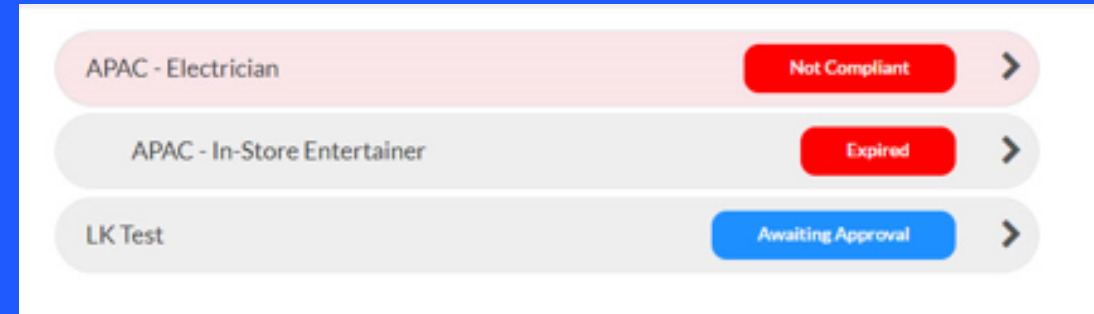 APAC - Electrician Not Compliant
APAC - In-Store Entertainer Expired
LK Test Awaiting Approval